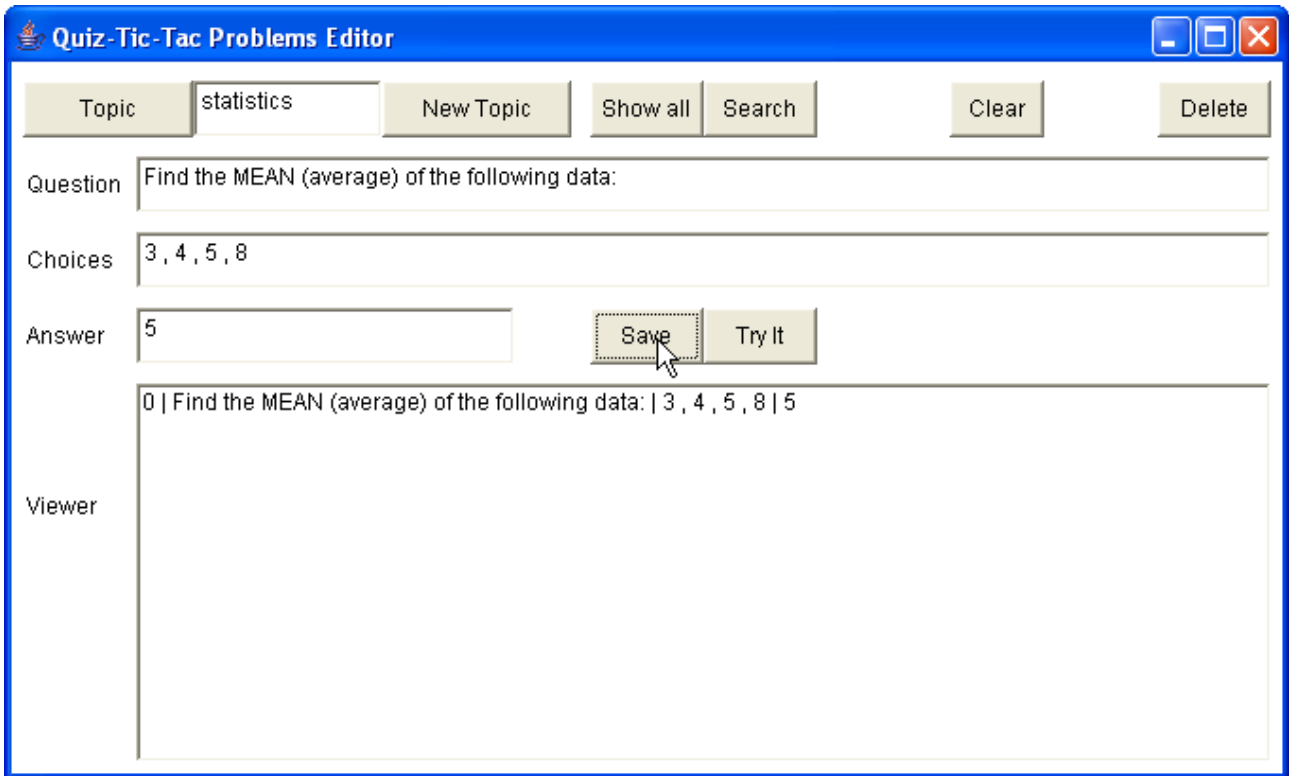 Quiz-Tic-Tac Problems Editor
Topic statistics New Topic Show all Search Clear Delete
Question Find the MEAN (average) of the following data:
Choices 3 , 4 , 5 , 8
Answer 5 Save Try It
0 | Find the MEAN (average) of the following data: | 3 , 4 , 5 , 8 | 5
Viewer